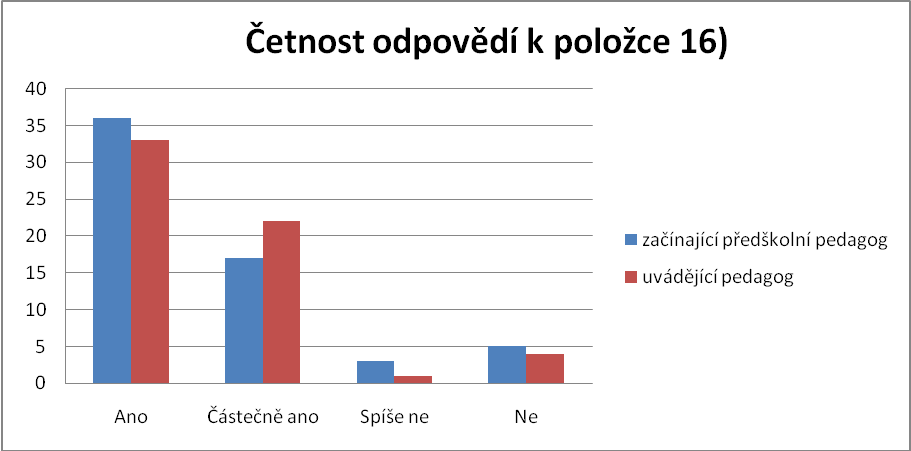 Četnost odpovědí k položce 16)
40
35
30
25
20
15
10
5
0
Ano
Částečně ano
Spíše ne
Ne
začínající předškolní pedagog
uvádějící pedagog